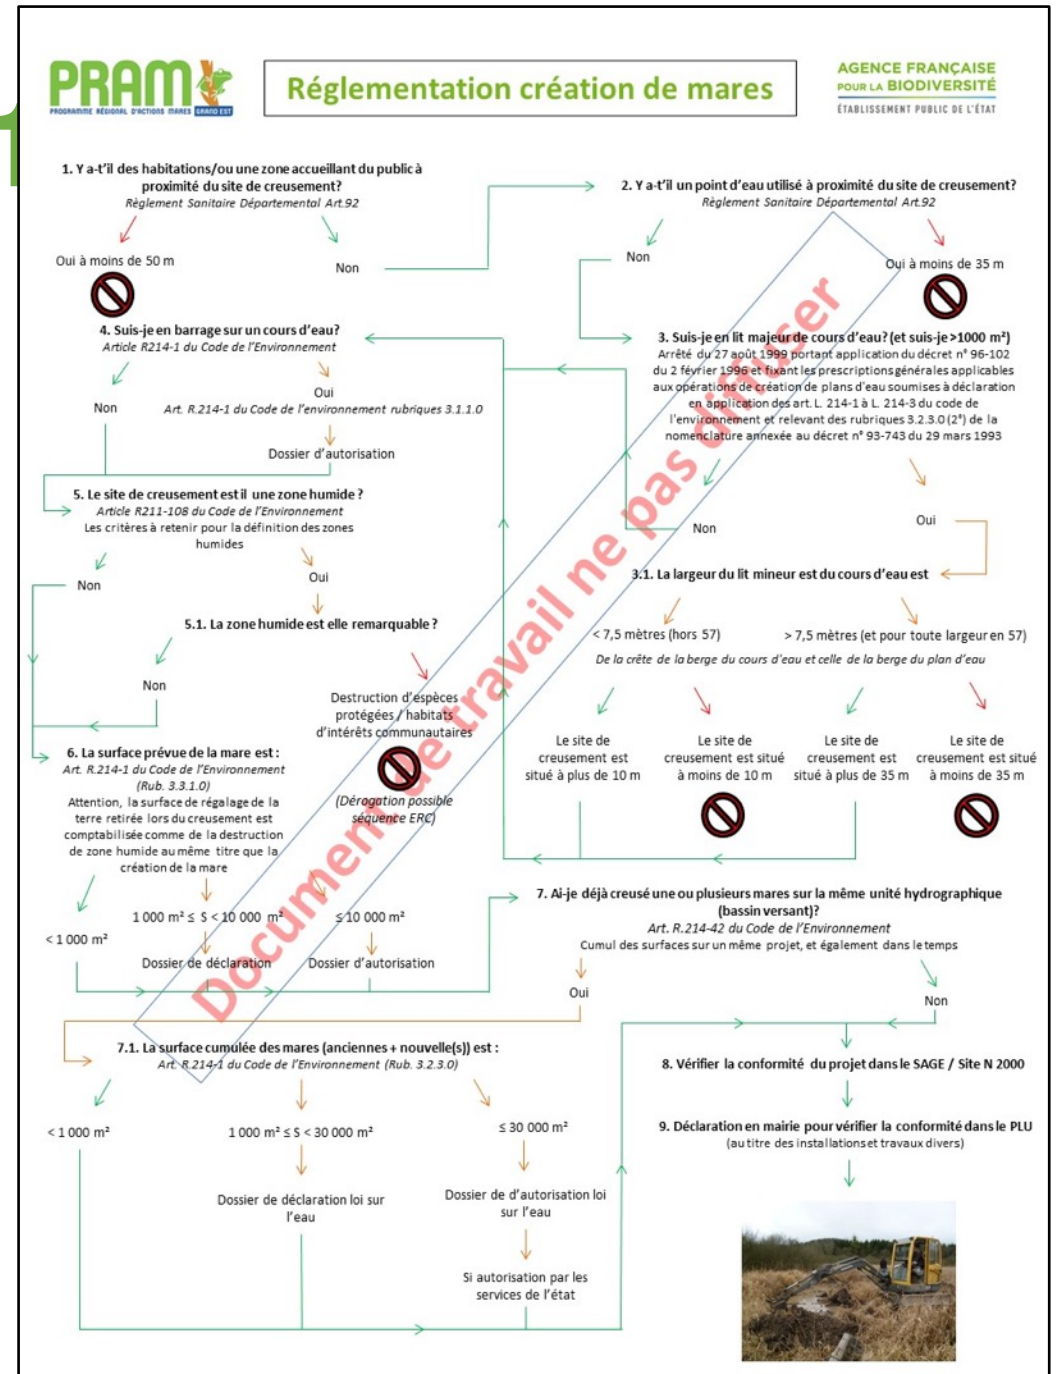 1
PRAM
PROGRAMME RÉGIONAL D'ACTIONS MARES GRAND EST
Réglementation création de mares
AGENCE FRANÇAISE
POUR LA BIODIVERSITÉ
ÉTABLISSEMENT PUBLIC DE L'ÉTAT
1. Y a-t'il des habitations/ou une zone accueillant du public à
proximité du site de creusement?
Règlement Sanitaire Départemental Art.92
Oui à moins de 50 m
Non
2. Y a-t'il un point d'eau utilisé à proximité du site de creusement?
Règlement Sanitaire Départemental Art.92
Non
Oui à moins de 35 m
3. Suis-je en lit majeur de cours d'eau? (et suis-je >1000 m²)
Arrêté du 27 août 1999 portant application du décret n° 96-102
du 2 février 1996 et fixant les prescriptions générales applicables
aux opérations de création de plans d'eau soumises à déclaration
en application des art. L. 214-1 à L. 214-3 du code de
l'environnement et relevant des rubriques 3.2.3.0 (2°) de la
nomenclature annexée au décret n° 93-743 du 29 mars 1993
Non
Oui
3.1. La largeur du lit mineur est du cours d'eau est
< 7,5 mètres (hors 57)
> 7,5 mètres (et pour toute largeur en 57)
De la crête de la berge du cours d'eau et celle de la berge du plan d'eau
Le site de
creusement est
situé à plus de 10 m
Le site de
creusement est situé
à moins de 10 m
Le site de
creusement est
situé à plus de 35 m
Le site de
creusement est situé
à moins de 35 m
4. Suis-je en barrage sur un cours d'eau?
Article R214-1 du Code de l'Environnement
Non
Oui
Art. R.214-1 du Code de l'environnement rubriques 3.1.1.0
Dossier d'autorisation
5. Le site de creusement est il une zone humide ?
Article R211-108 du Code de l'Environnement
Les critères à retenir pour la définition des zones
humides
Non
Oui
5.1. La zone humide est elle remarquable ?
Non
Destruction d'espèces
protégées / habitats
d'intérêts communautaires
(Dérogation possible
séquence ERC)
6. La surface prévue de la mare est :
Art. R.214-1 du Code de l'Environnement
(Rub. 3.3.1.0)
Attention, la surface de régalage de la
terre retirée lors du creusement est
comptabilisée comme de la destruction
de zone humide au même titre que la
création de la mare
< 1 000 m²
1 000 m² ≤ S < 10 000 m²
≤ 10 000 m²
Dossier de déclaration
Dossier d'autorisation
7. Ai-je déjà creusé une ou plusieurs mares sur la même unité hydrographique
(bassin versant)?
Art. R.214-42 du Code de l'Environnement
Cumul des surfaces sur un même projet, et également dans le temps
Oui
Non
7.1. La surface cumulée des mares (anciennes + nouvelle(s)) est :
Art. R.214-1 du Code de l'Environnement (Rub. 3.2.3.0)
< 1 000 m²
1 000 m² ≤ S < 30 000 m²
≤ 30 000 m²
Dossier de déclaration loi sur
l'eau
Dossier de d'autorisation loi
sur l'eau
Si autorisation par les
services de l'état
8. Vérifier la conformité du projet dans le SAGE / Site N 2000
9. Déclaration en mairie pour vérifier la conformité dans le PLU
(au titre des installations et travaux divers)
Document de travail ne pas diffuser